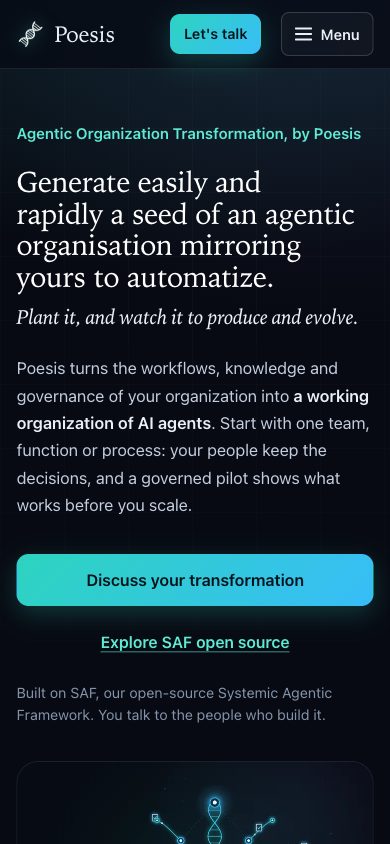 Poesis
Let's talk
Menu
Agentic Organization Transformation, by Poesis
Generate easily and
rapidly a seed of an agentic
organisation mirroring
yours to automatize.
Plant it, and watch it to produce and evolve.
Poesis turns the workflows, knowledge and
governance of your organization into a working
organization of AI agents. Start with one team,
function or process: your people keep the
decisions, and a governed pilot shows what
works before you scale.
Discuss your transformation
Explore SAF open source
Built on SAF, our open-source Systemic Agentic
Framework. You talk to the people who build it.